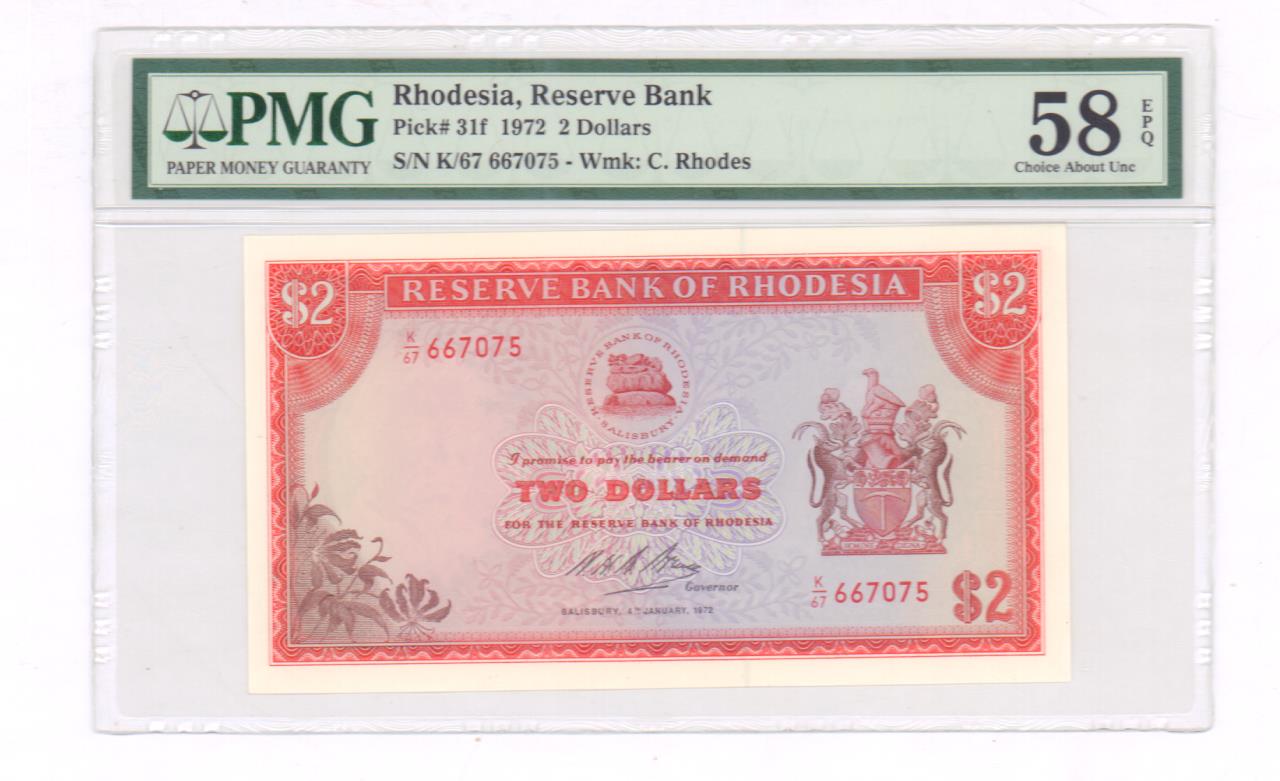 PMG
PAPER MONEY GUARANTY
Rhodesia, Reserve Bank
Pick# 31f 1972 2 Dollars
S/N K/67 667075 - Wmk: C. Rhodes
58
EPQ
Choice About Unc
$2
RESERVE BANK OF RHODESIA
$2
K/67 667075
RESERVE BANK OF RHODESIA · SALISBURY ·
I promise to pay the bearer on demand
TWO DOLLARS
FOR THE RESERVE BANK OF RHODESIA
Governor
SALISBURY, 4TH JANUARY, 1972
K/67 667075
$2